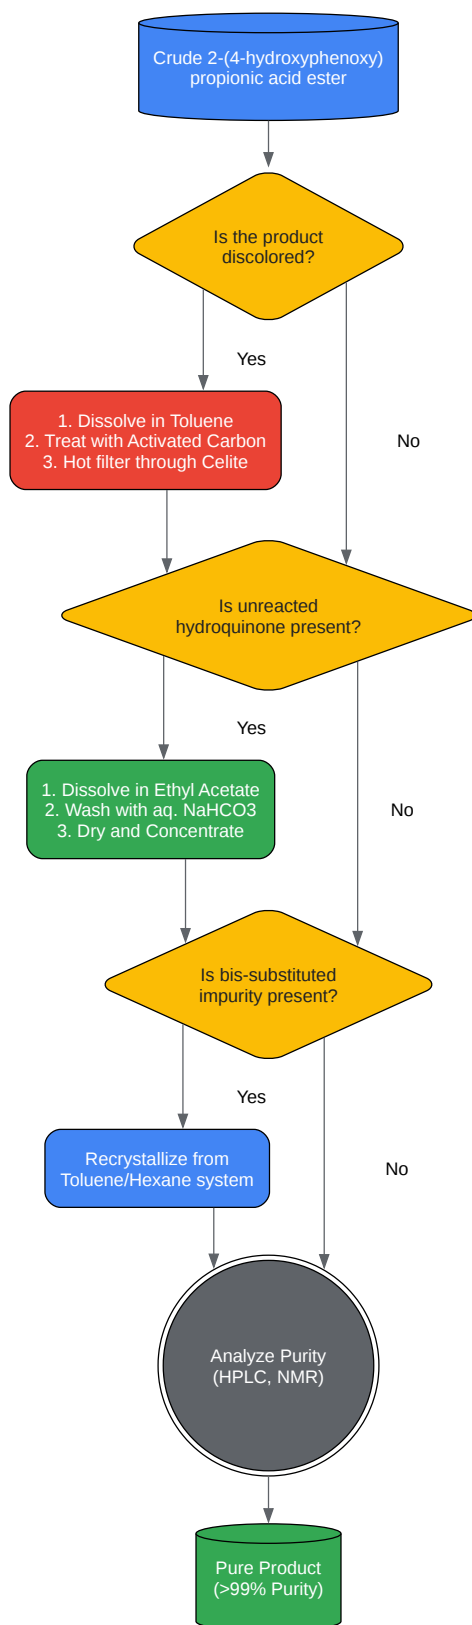 Crude 2-(4-hydroxyphenoxy)
propionic acid ester
Is the product
discolored?
Yes
No
1. Dissolve in Toluene
2. Treat with Activated Carbon
3. Hot filter through Celite
Is unreacted
hydroquinone present?
Yes
No
1. Dissolve in Ethyl Acetate
2. Wash with aq. NaHCO3
3. Dry and Concentrate
Is bis-substituted
impurity present?
Yes
No
Recrystallize from
Toluene/Hexane system
Analyze Purity
(HPLC, NMR)
Pure Product
(>99% Purity)